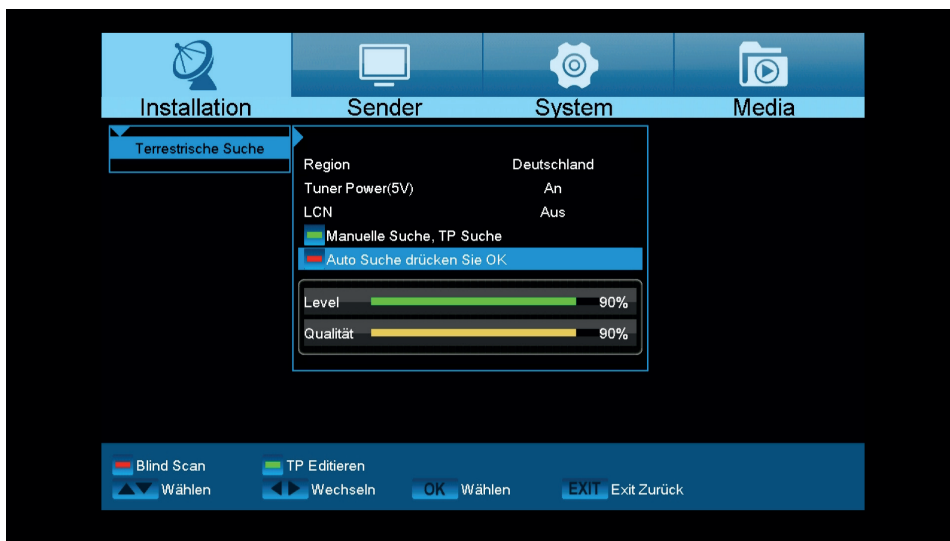 Installation Sender System Media
Terrestrische Suche
Region Deutschland
Tuner Power(5V) An
LCN Aus
Manuelle Suche, TP Suche
Auto Suche drücken Sie OK
Level 90%
Qualität 90%
Blind Scan TP Editieren
Wählen Wechseln OK Wählen EXIT Exit Zurück